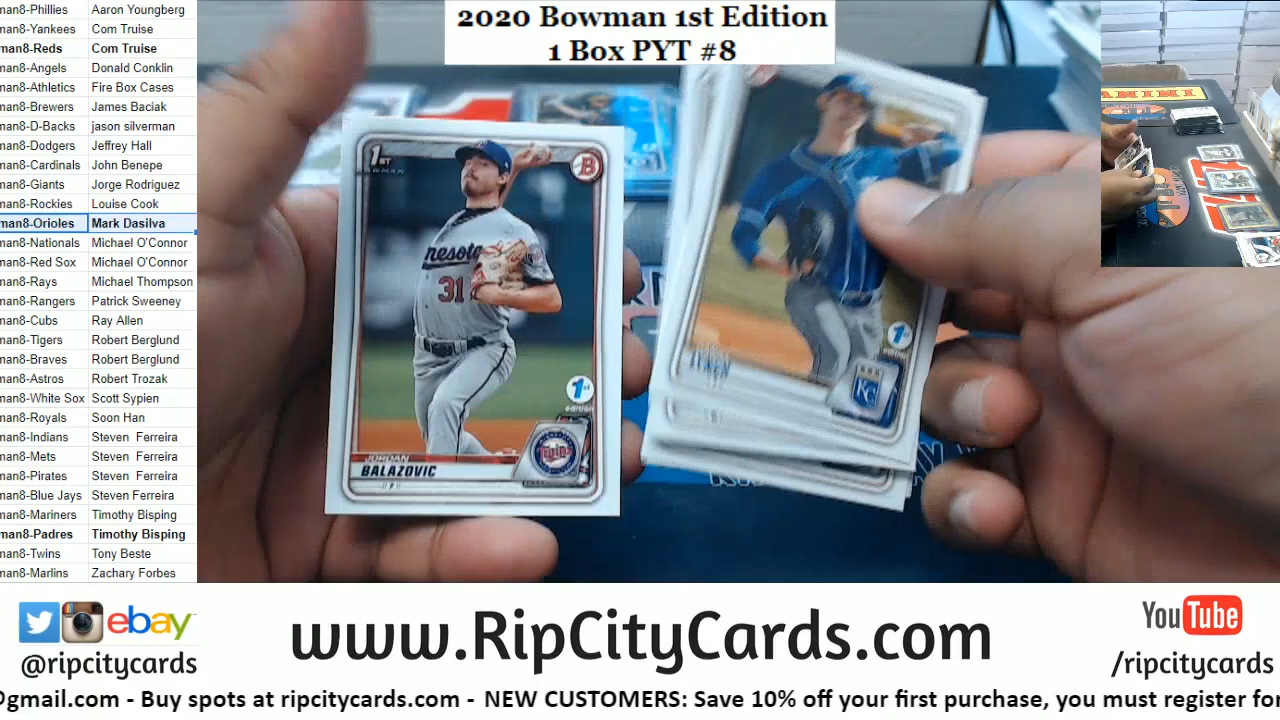 2020 Bowman 1st Edition
1 Box PYT #8
man8-Phillies Aaron Youngberg
man8-Yankees Com Truise
man8-Reds Com Truise
man8-Angels Donald Conklin
man8-Athletics Fire Box Cases
man8-Brewers James Baciak
man8-D-Backs jason silverman
man8-Dodgers Jeffrey Hall
man8-Cardinals John Benepe
man8-Giants Jorge Rodriguez
man8-Rockies Louise Cook
man8-Orioles Mark Dasilva
man8-Nationals Michael O'Connor
man8-Red Sox Michael O'Connor
man8-Rays Michael Thompson
man8-Rangers Patrick Sweeney
man8-Cubs Ray Allen
man8-Tigers Robert Berglund
man8-Braves Robert Berglund
man8-Astros Robert Trozak
man8-White Sox Scott Sypien
man8-Royals Soon Han
man8-Indians Steven Ferreira
man8-Mets Steven Ferreira
man8-Pirates Steven Ferreira
man8-Blue Jays Steven Ferreira
man8-Mariners Timothy Bisping
man8-Padres Timothy Bisping
man8-Twins Tony Beste
man8-Marlins Zachary Forbes
1ST
B
nesota
31
1st
edition
JORDAN
BALAZOVIC
Twins
1st
edition
KC
PANINI
ebay
@ripcitycards
www.RipCityCards.com
YouTube
/ripcitycards
@gmail.com - Buy spots at ripcitycards.com - NEW CUSTOMERS: Save 10% off your first purchase, you must register for